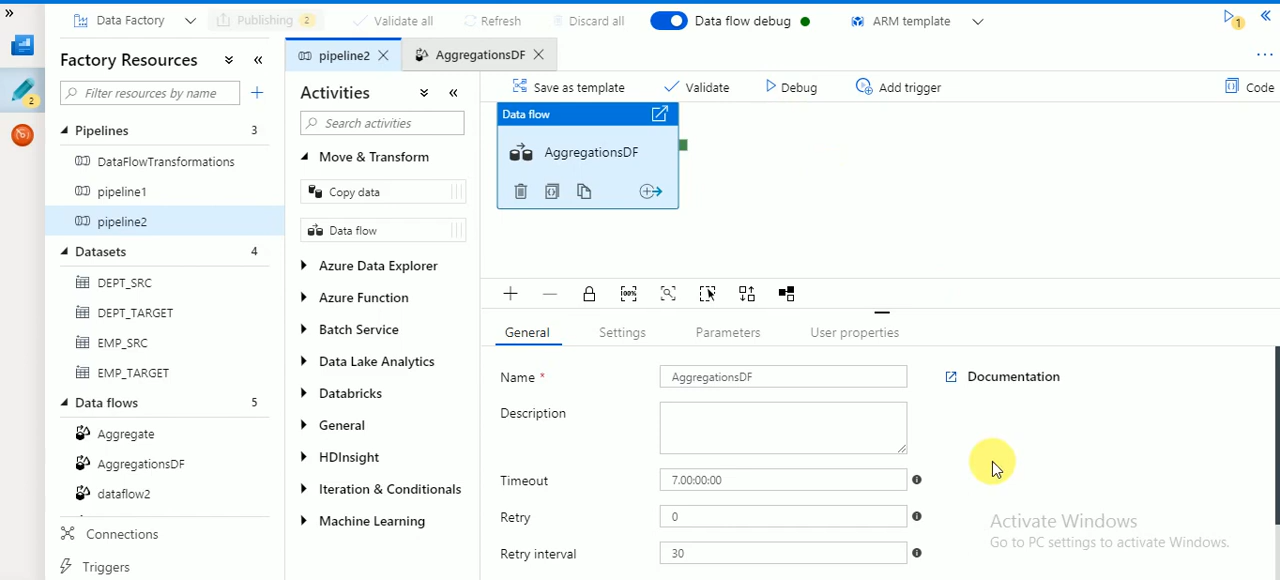 »
Data Factory
Publishing 2
Validate all
Refresh
Discard all
Data flow debug
ARM template
1
«
2
Factory Resources
«
Filter resources by name
Pipelines 3
DataFlowTransformations
pipeline1
pipeline2
Datasets 4
DEPT_SRC
DEPT_TARGET
EMP_SRC
EMP_TARGET
Data flows 5
Aggregate
AggregationsDF
dataflow2
Connections
Triggers
pipeline2
AggregationsDF
...
Activities
«
Search activities
Move & Transform
Copy data
Data flow
Azure Data Explorer
Azure Function
Batch Service
Data Lake Analytics
Databricks
General
HDInsight
Iteration & Conditionals
Machine Learning
Save as template
Validate
Debug
Add trigger
Code
Data flow
AggregationsDF
100%
General
Settings
Parameters
User properties
Name *
AggregationsDF
Documentation
Description
Timeout
7.00:00:00
Retry
0
Retry interval
30
Activate Windows
Go to PC settings to activate Windows.